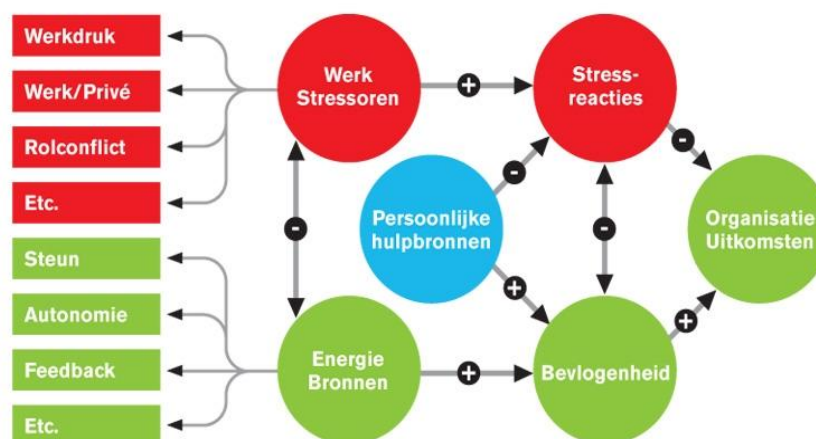 Werkdruk
Werk/Privé
Rolconflict
Etc.
Steun
Autonomie
Feedback
Etc.
Werk
Stressoren
+
Stress-
reacties
-
-
-
Persoonlijke
hulpbronnen
-
Organisatie
Uitkomsten
+
+
Energie
Bronnen
+
Bevlogenheid